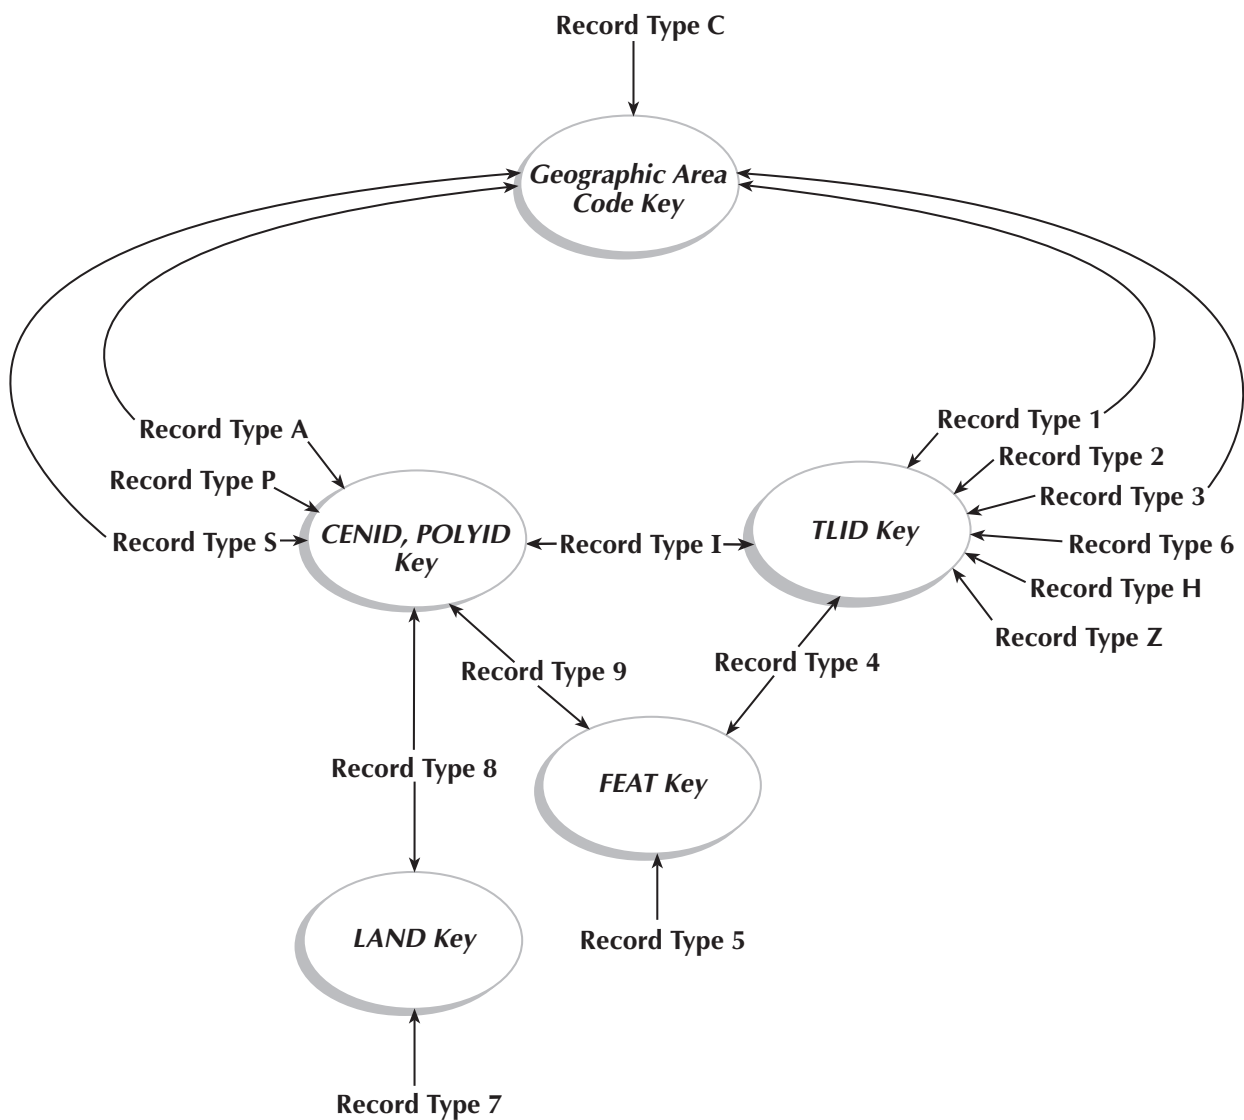 Record Type C
Geographic Area
Code Key
Record Type A
Record Type P
Record Type S
Record Type 1
Record Type 2
Record Type 3
Record Type 6
Record Type H
Record Type Z
CENID, POLYID
Key
Record Type I
TLID Key
Record Type 9
Record Type 4
Record Type 8
FEAT Key
LAND Key
Record Type 5
Record Type 7